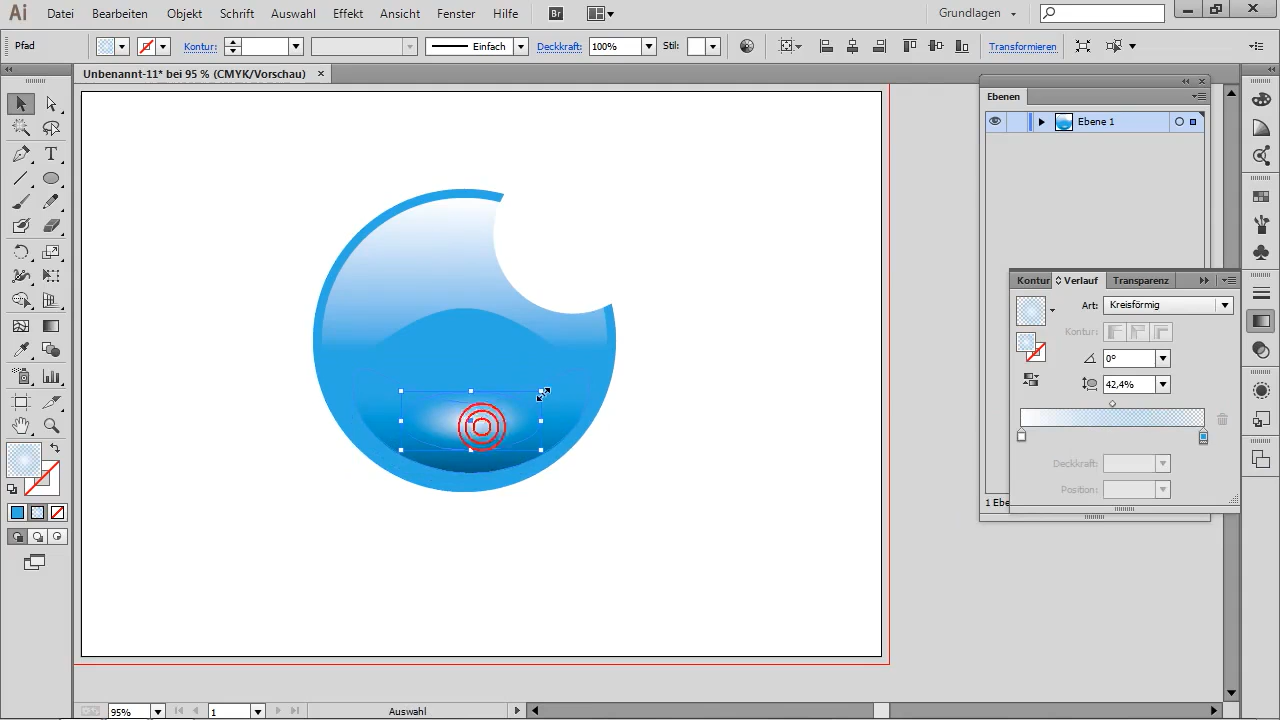 Ai Datei Bearbeiten Objekt Schrift Auswahl Effekt Ansicht Fenster Hilfe Br Grundlagen
Pfad Kontur: Einfach Deckkraft: 100% Stil: Transformieren
Unbenannt-11* bei 95 % (CMYK/Vorschau)
Ebenen
Ebene 1
Kontur Verlauf Transparenz
Art: Kreisförmig
Kontur:
0°
42,4%
Deckkraft:
Position:
1 Ebe
95% 1 Auswahl